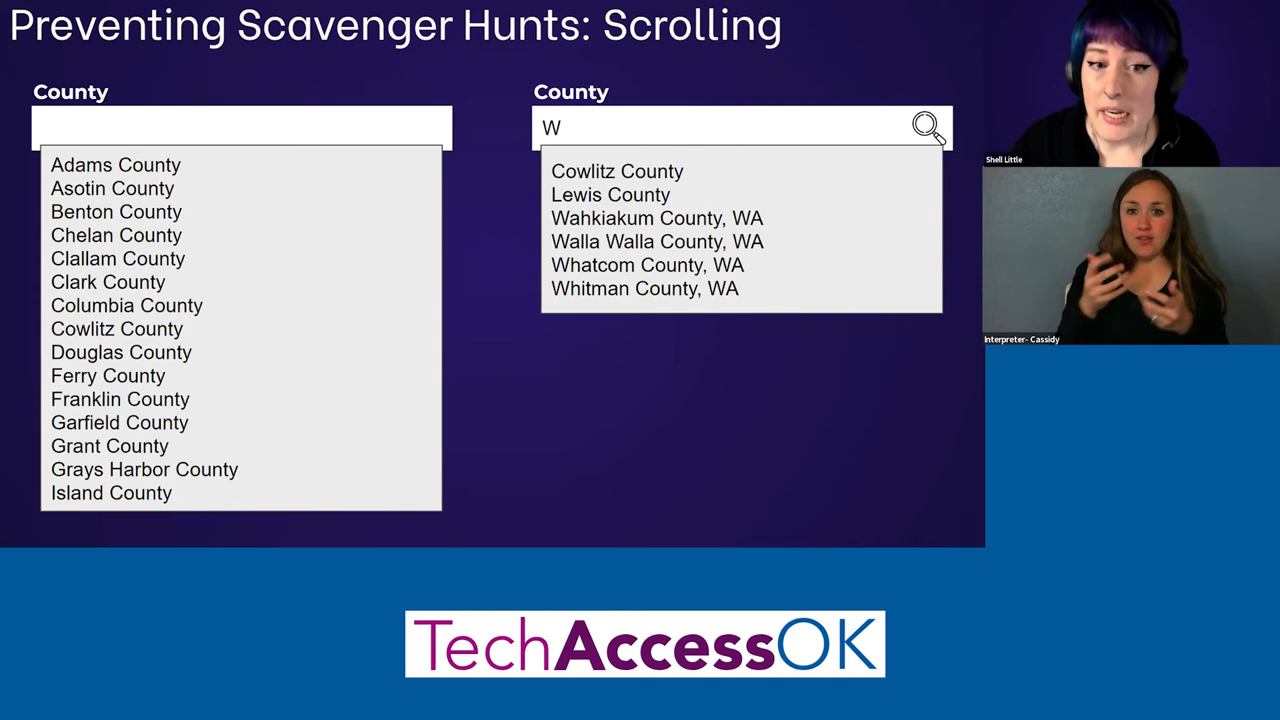 Preventing Scavenger Hunts: Scrolling
County
Adams County
Asotin County
Benton County
Chelan County
Clallam County
Clark County
Columbia County
Cowlitz County
Douglas County
Ferry County
Franklin County
Garfield County
Grant County
Grays Harbor County
Island County
County
W
Cowlitz County
Lewis County
Wahkiakum County, WA
Walla Walla County, WA
Whatcom County, WA
Whitman County, WA
Shell Little
Interpreter- Cassidy
TechAccessOK